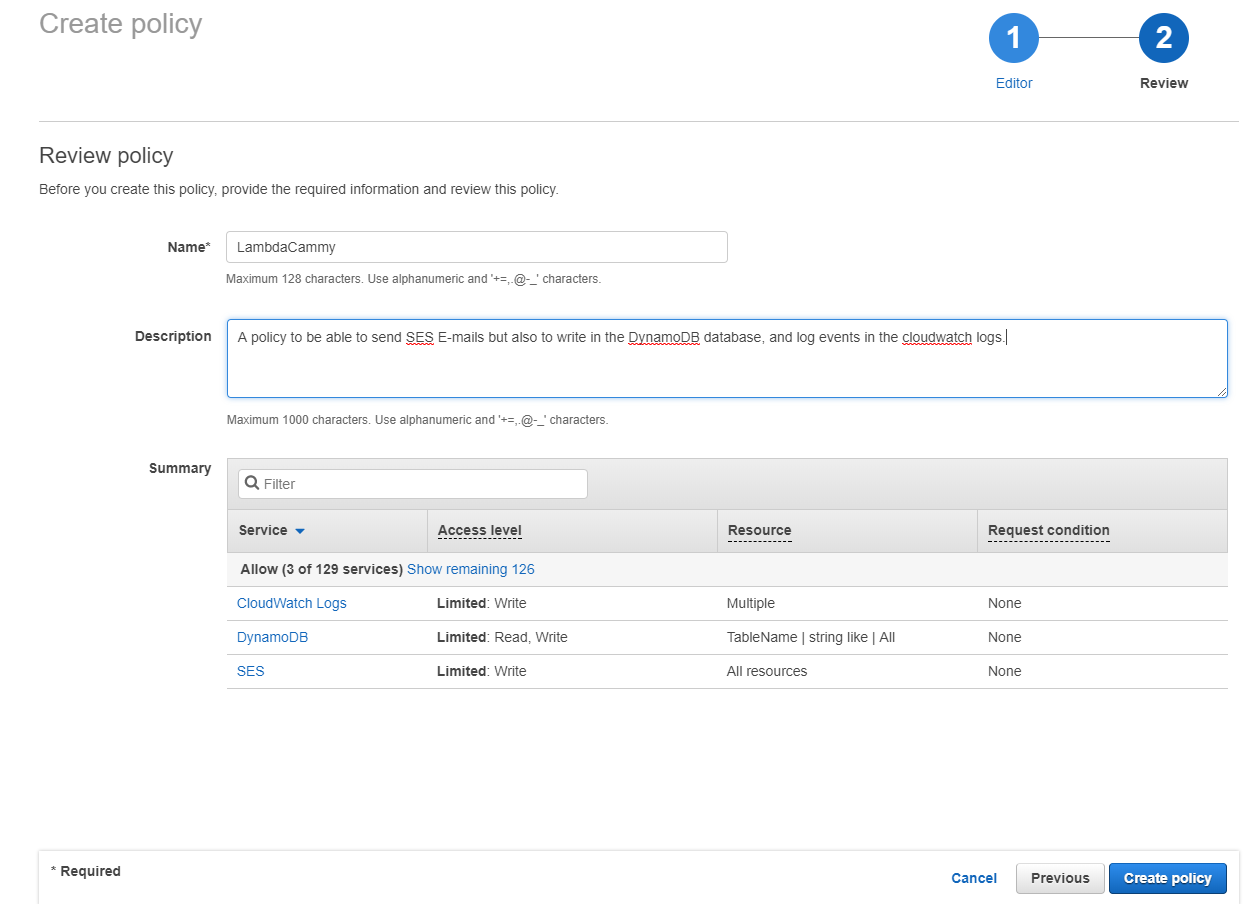 Create policy
1
2
Editor
Review
Review policy
Before you create this policy, provide the required information and review this policy.
Name* LambdaCammy
Maximum 128 characters. Use alphanumeric and '+=,.@-_' characters.
Description A policy to be able to send SES E-mails but also to write in the DynamoDB database, and log events in the cloudwatch logs.
Maximum 1000 characters. Use alphanumeric and '+=,.@-_' characters.
Summary
Filter
Service Access level Resource Request condition
Allow (3 of 129 services) Show remaining 126
CloudWatch Logs Limited: Write Multiple None
DynamoDB Limited: Read, Write TableName | string like | All None
SES Limited: Write All resources None
* Required
Cancel Previous Create policy